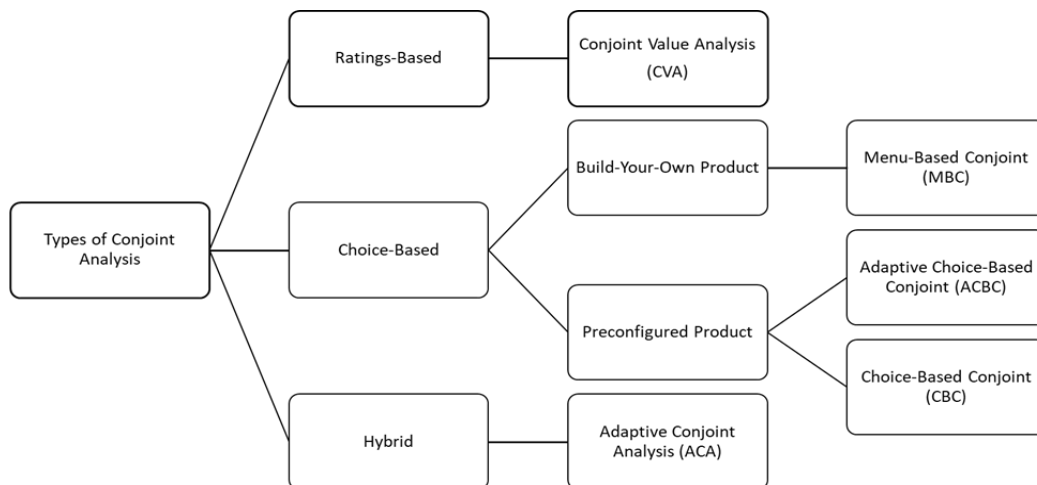 Ratings-Based
Conjoint Value Analysis
(CVA)
Build-Your-Own Product
Menu-Based Conjoint
(MBC)
Types of Conjoint
Analysis
Choice-Based
Adaptive Choice-Based
Conjoint (ACBC)
Preconfigured Product
Choice-Based Conjoint
(CBC)
Hybrid
Adaptive Conjoint
Analysis (ACA)